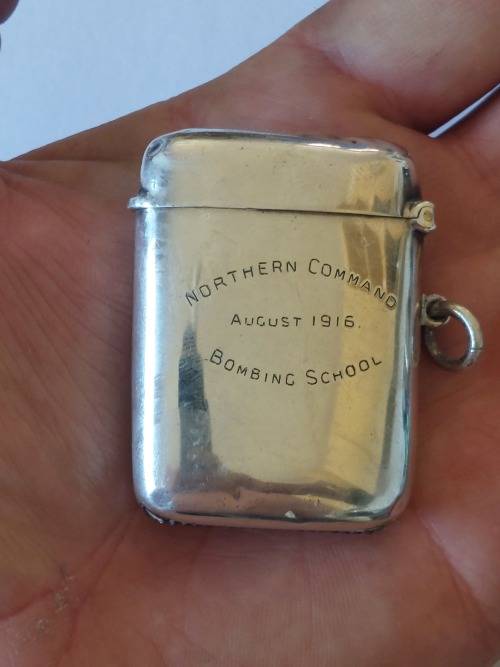 NORTHERN COMMAND
AUGUST 1916.
BOMBING SCHOOL